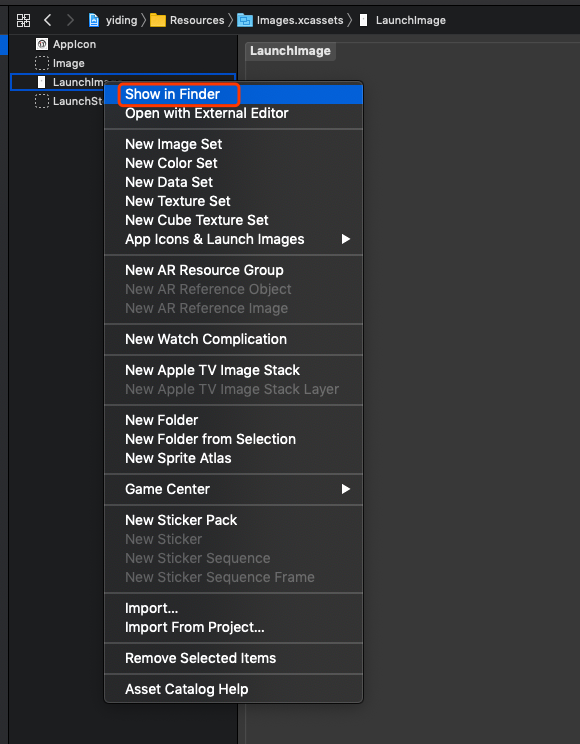 yiding Resources Images.xcassets LaunchImage
AppIcon
Image
LaunchImage
LaunchSt
LaunchImage
Show in Finder
Open with External Editor
New Image Set
New Color Set
New Data Set
New Texture Set
New Cube Texture Set
App Icons & Launch Images
New AR Resource Group
New AR Reference Object
New AR Reference Image
New Watch Complication
New Apple TV Image Stack
New Apple TV Image Stack Layer
New Folder
New Folder from Selection
New Sprite Atlas
Game Center
New Sticker Pack
New Sticker
New Sticker Sequence
New Sticker Sequence Frame
Import...
Import From Project...
Remove Selected Items
Asset Catalog Help